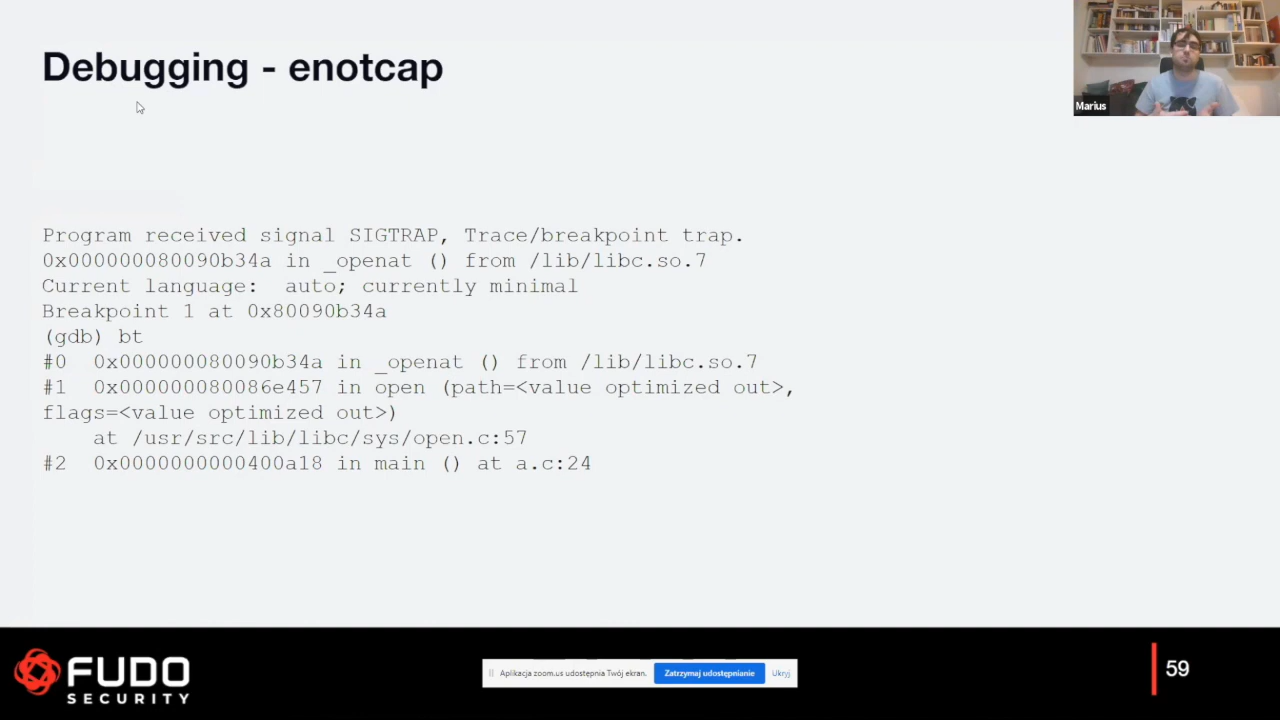 Debugging - enotcap
Marius
Program received signal SIGTRAP, Trace/breakpoint trap.
0x000000080090b34a in _openat () from /lib/libc.so.7
Current language:  auto; currently minimal
Breakpoint 1 at 0x80090b34a
(gdb) bt
#0  0x000000080090b34a in _openat () from /lib/libc.so.7
#1  0x000000080086e457 in open (path=<value optimized out>,
flags=<value optimized out>)
    at /usr/src/lib/libc/sys/open.c:57
#2  0x0000000000400a18 in main () at a.c:24
FUDO
SECURITY
Aplikacja zoom.us udostępnia Twój ekran.
Zatrzymaj udostępnianie
Ukryj
59